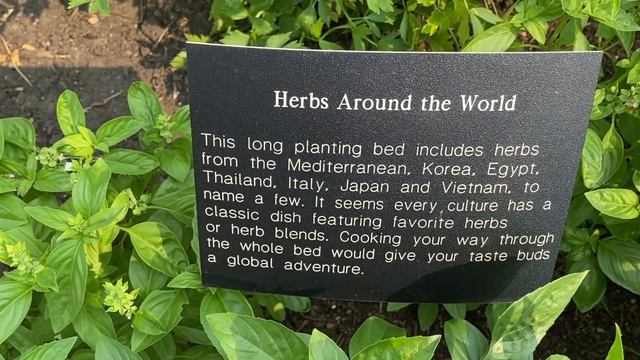 Herbs Around the World
This long planting bed includes herbs
from the Mediterranean, Korea, Egypt,
Thailand, Italy, Japan and Vietnam, to
name a few. It seems every culture has a
classic dish featuring favorite herbs
or herb blends. Cooking your way through
the whole bed would give your taste buds
a global adventure.